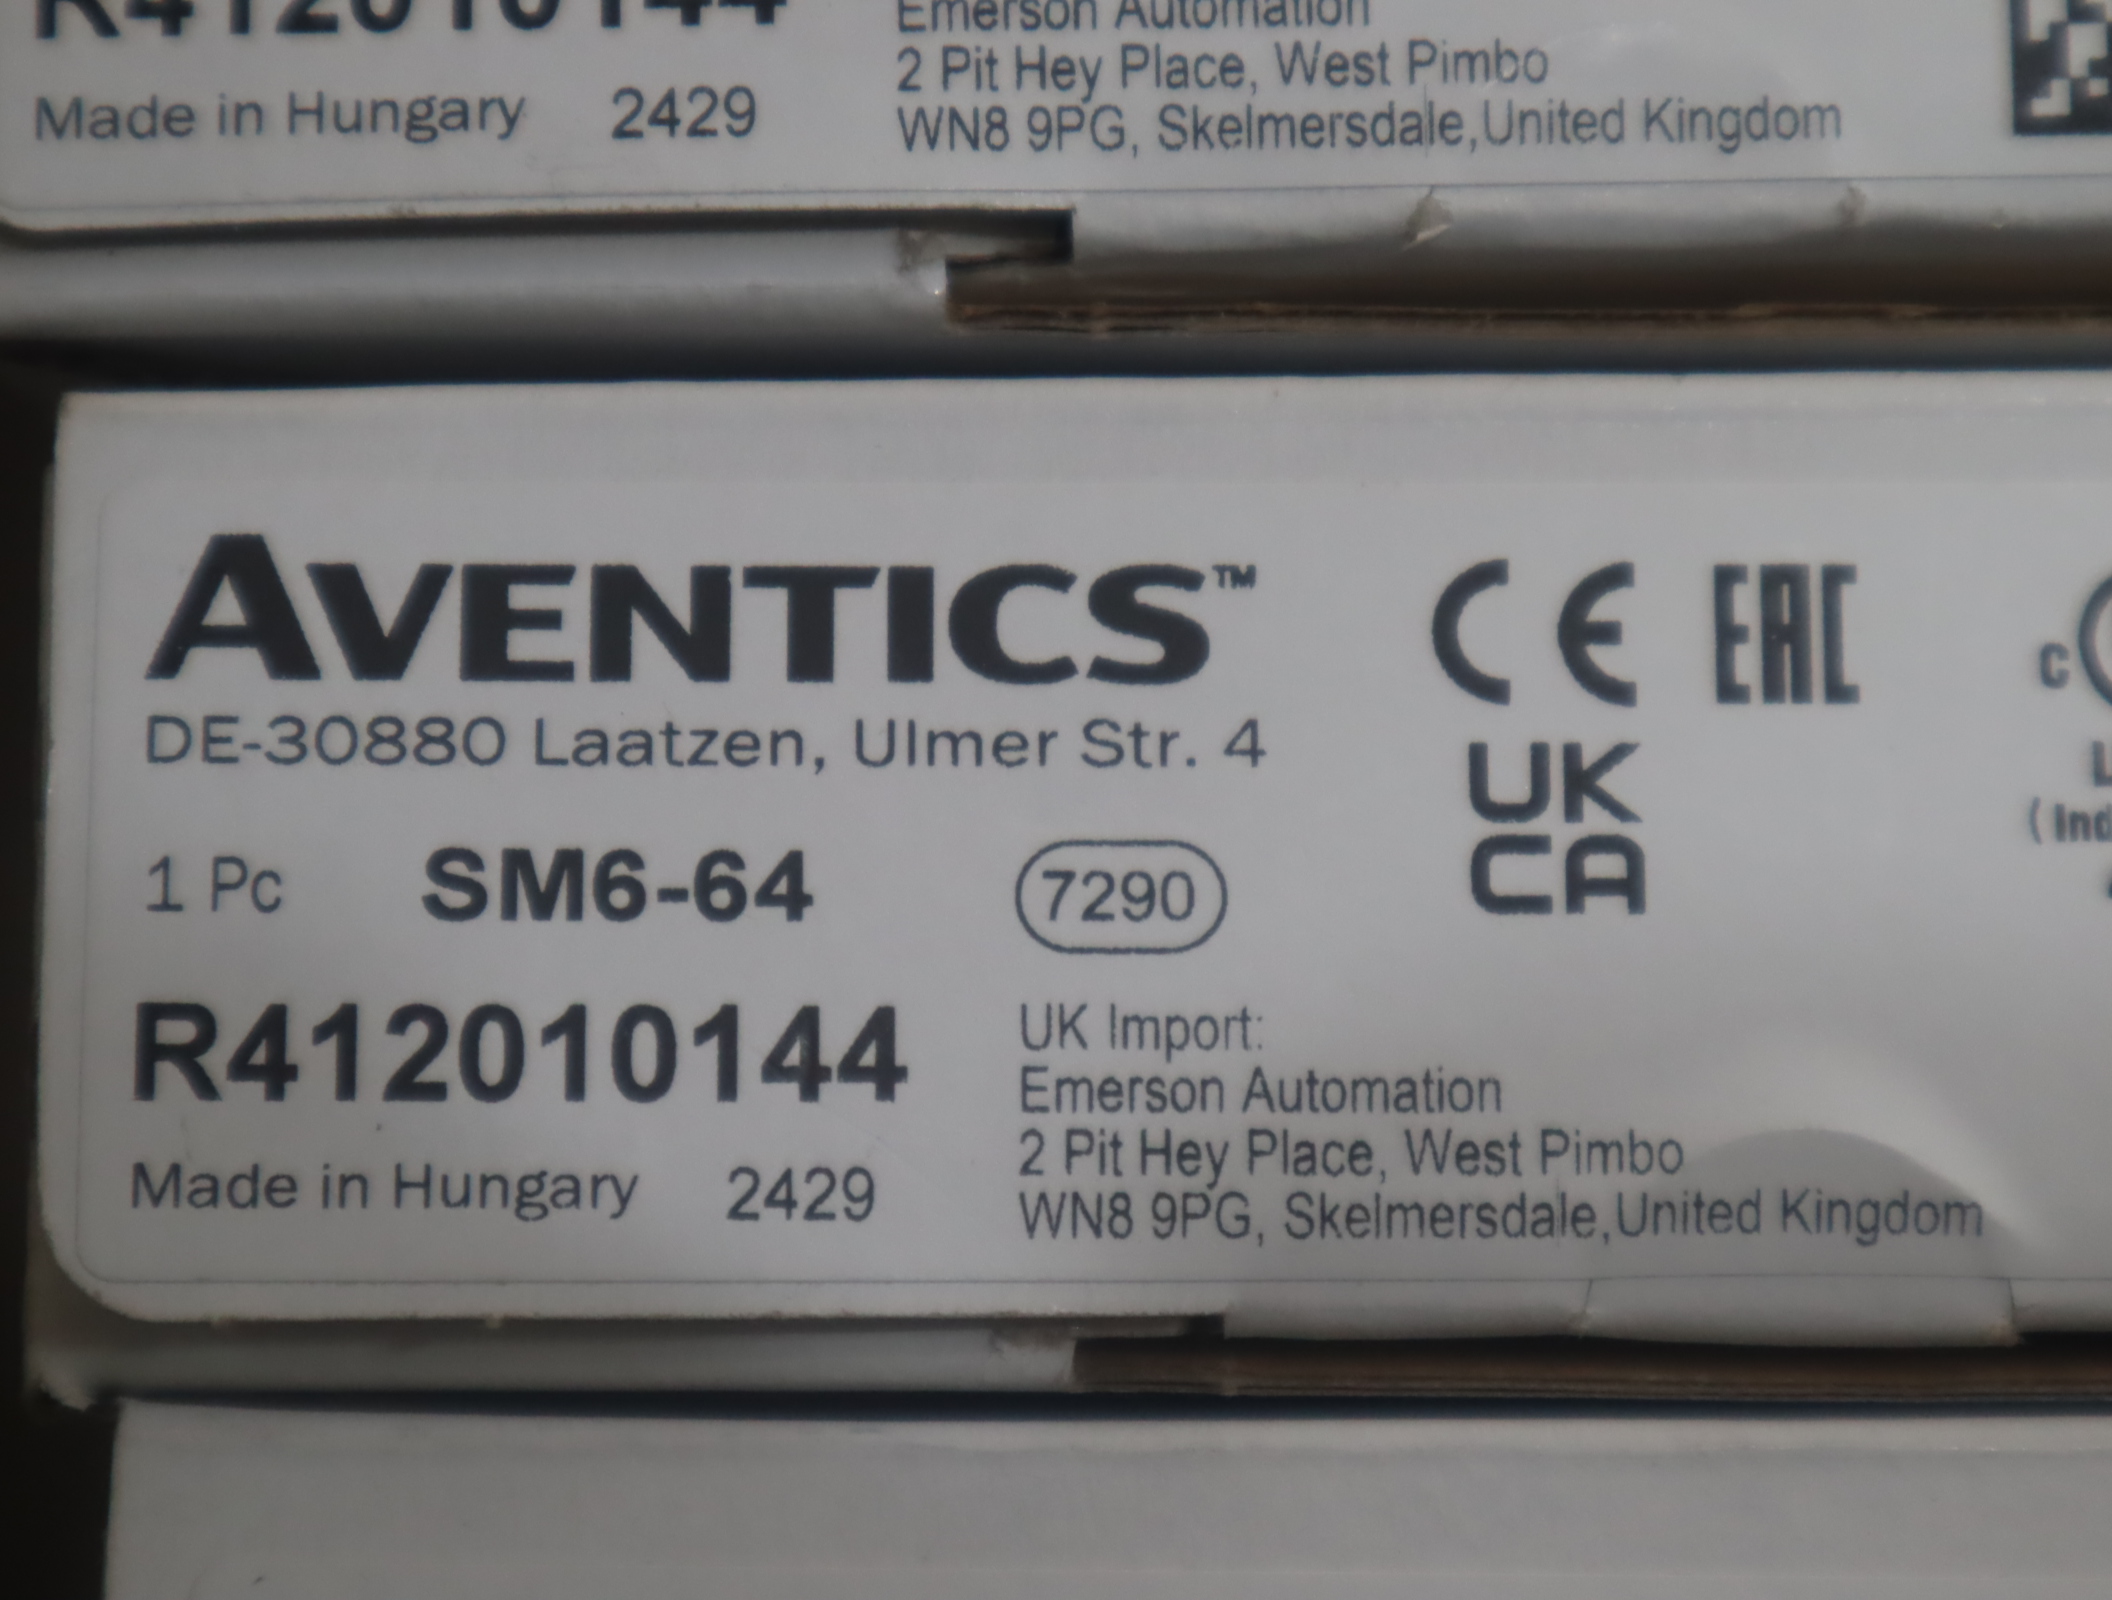 R412010144
Emerson Automation
2 Pit Hey Place, West Pimbo
Made in Hungary 2429
WN8 9PG, Skelmersdale,United Kingdom
AVENTICS™
CE EAC
DE-30880 Laatzen, Ulmer Str. 4
UK
CA
c
(Ind
1 Pc SM6-64 7290
R412010144
UK Import:
Emerson Automation
2 Pit Hey Place, West Pimbo
Made in Hungary 2429
WN8 9PG, Skelmersdale,United Kingdom